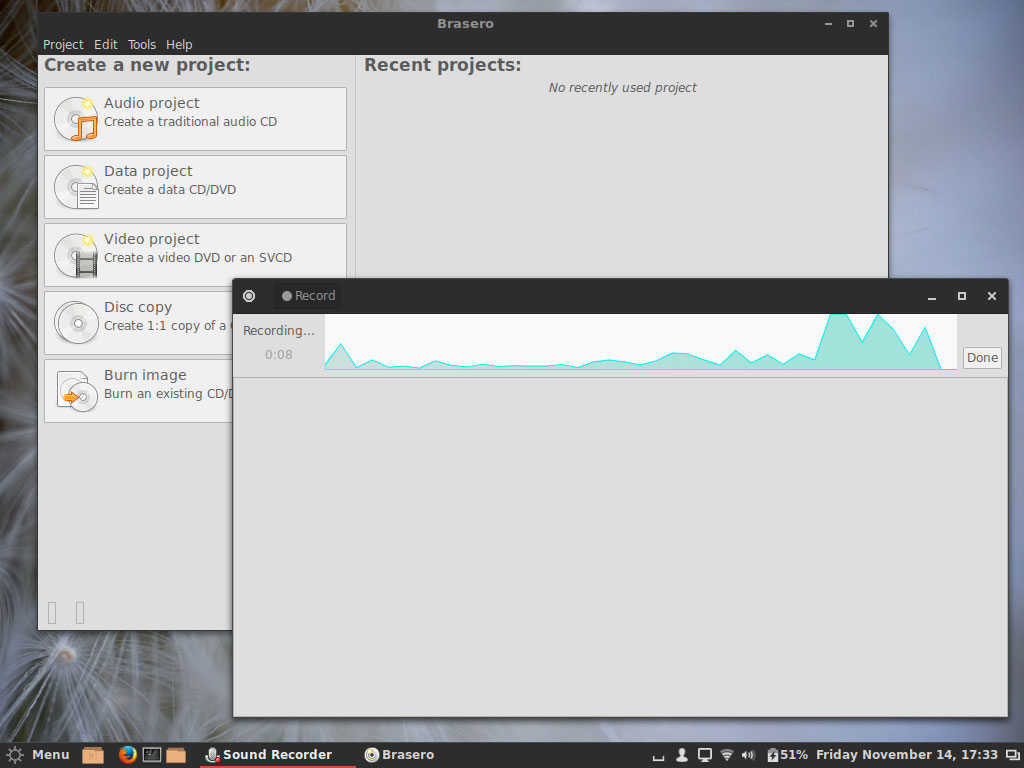 Brasero
Project Edit Tools Help
Create a new project:
Recent projects:
No recently used project
Audio project
Create a traditional audio CD
Data project
Create a data CD/DVD
Video project
Create a video DVD or an SVCD
Disc copy
Create 1:1 copy of a
Burn image
Burn an existing CD/D
Record
Recording...
0:08
Done
Menu
Sound Recorder
Brasero
51%
Friday November 14, 17:33